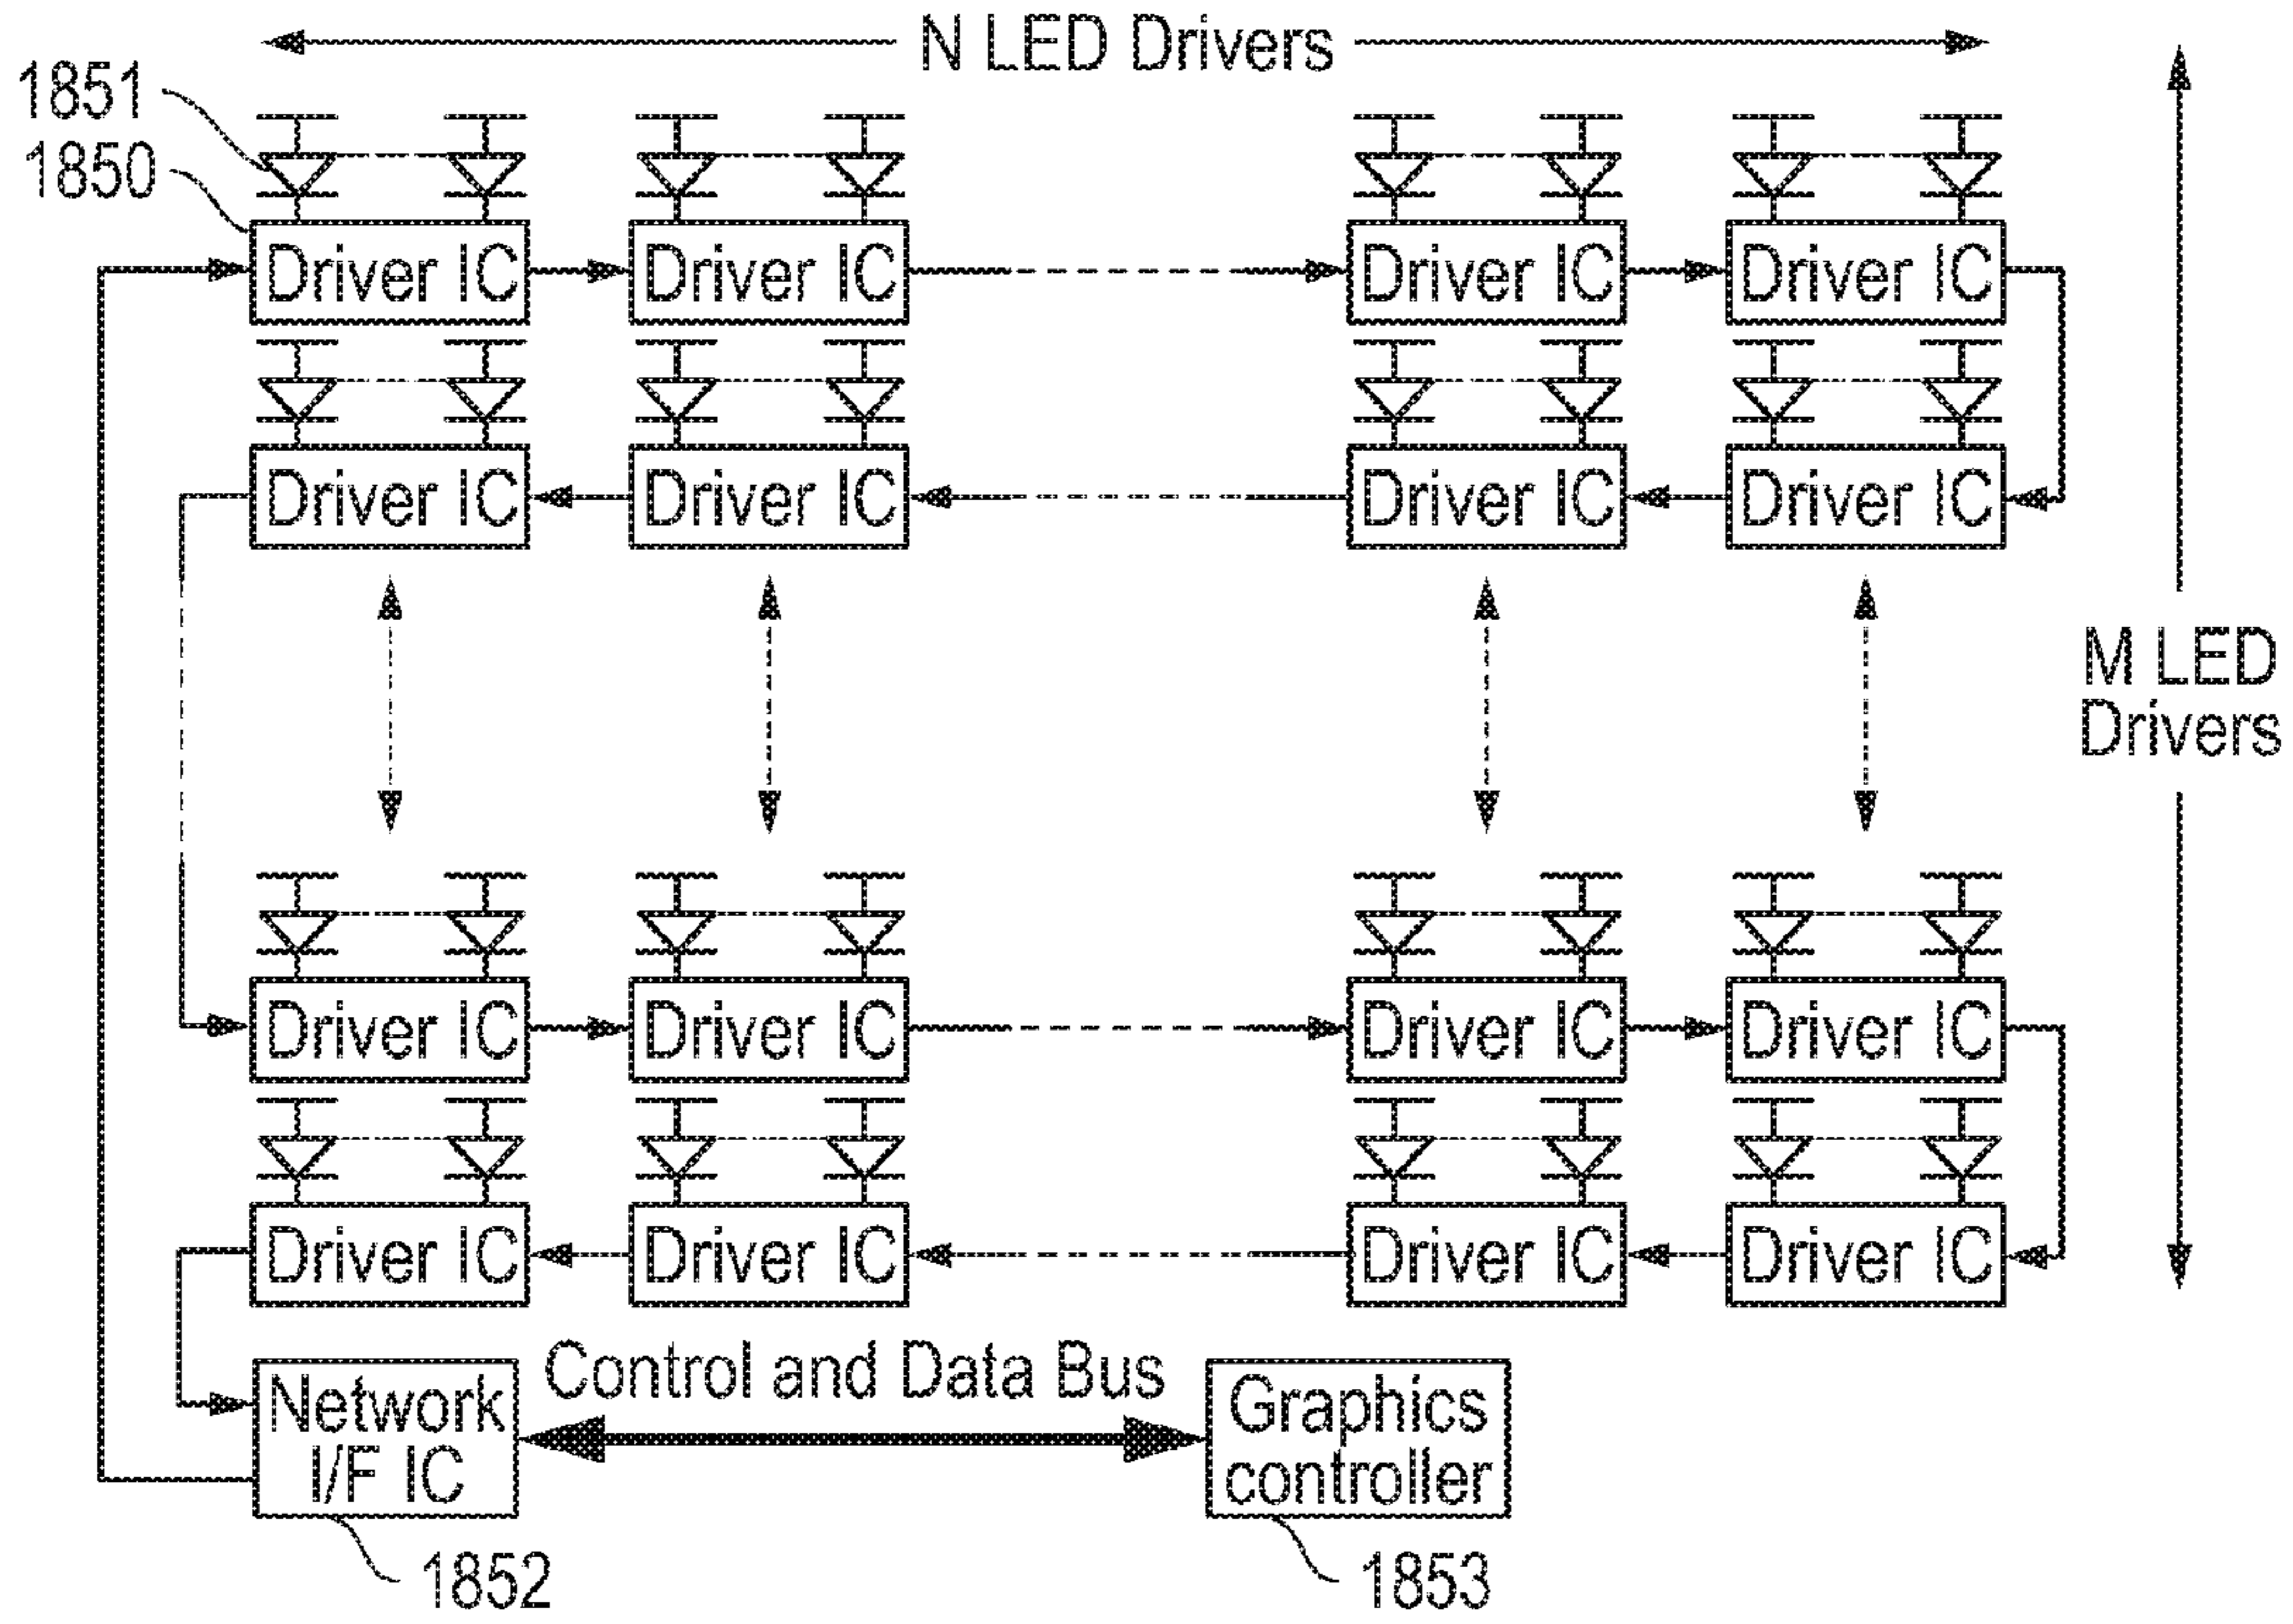 N LED Drivers
1851
1850
Driver IC Driver IC Driver IC Driver IC
Driver IC Driver IC Driver IC Driver IC
M LED
Drivers
Driver IC Driver IC Driver IC Driver IC
Driver IC Driver IC Driver IC Driver IC
Control and Data Bus
Network
I/F IC
Graphics
controller
1852
1853